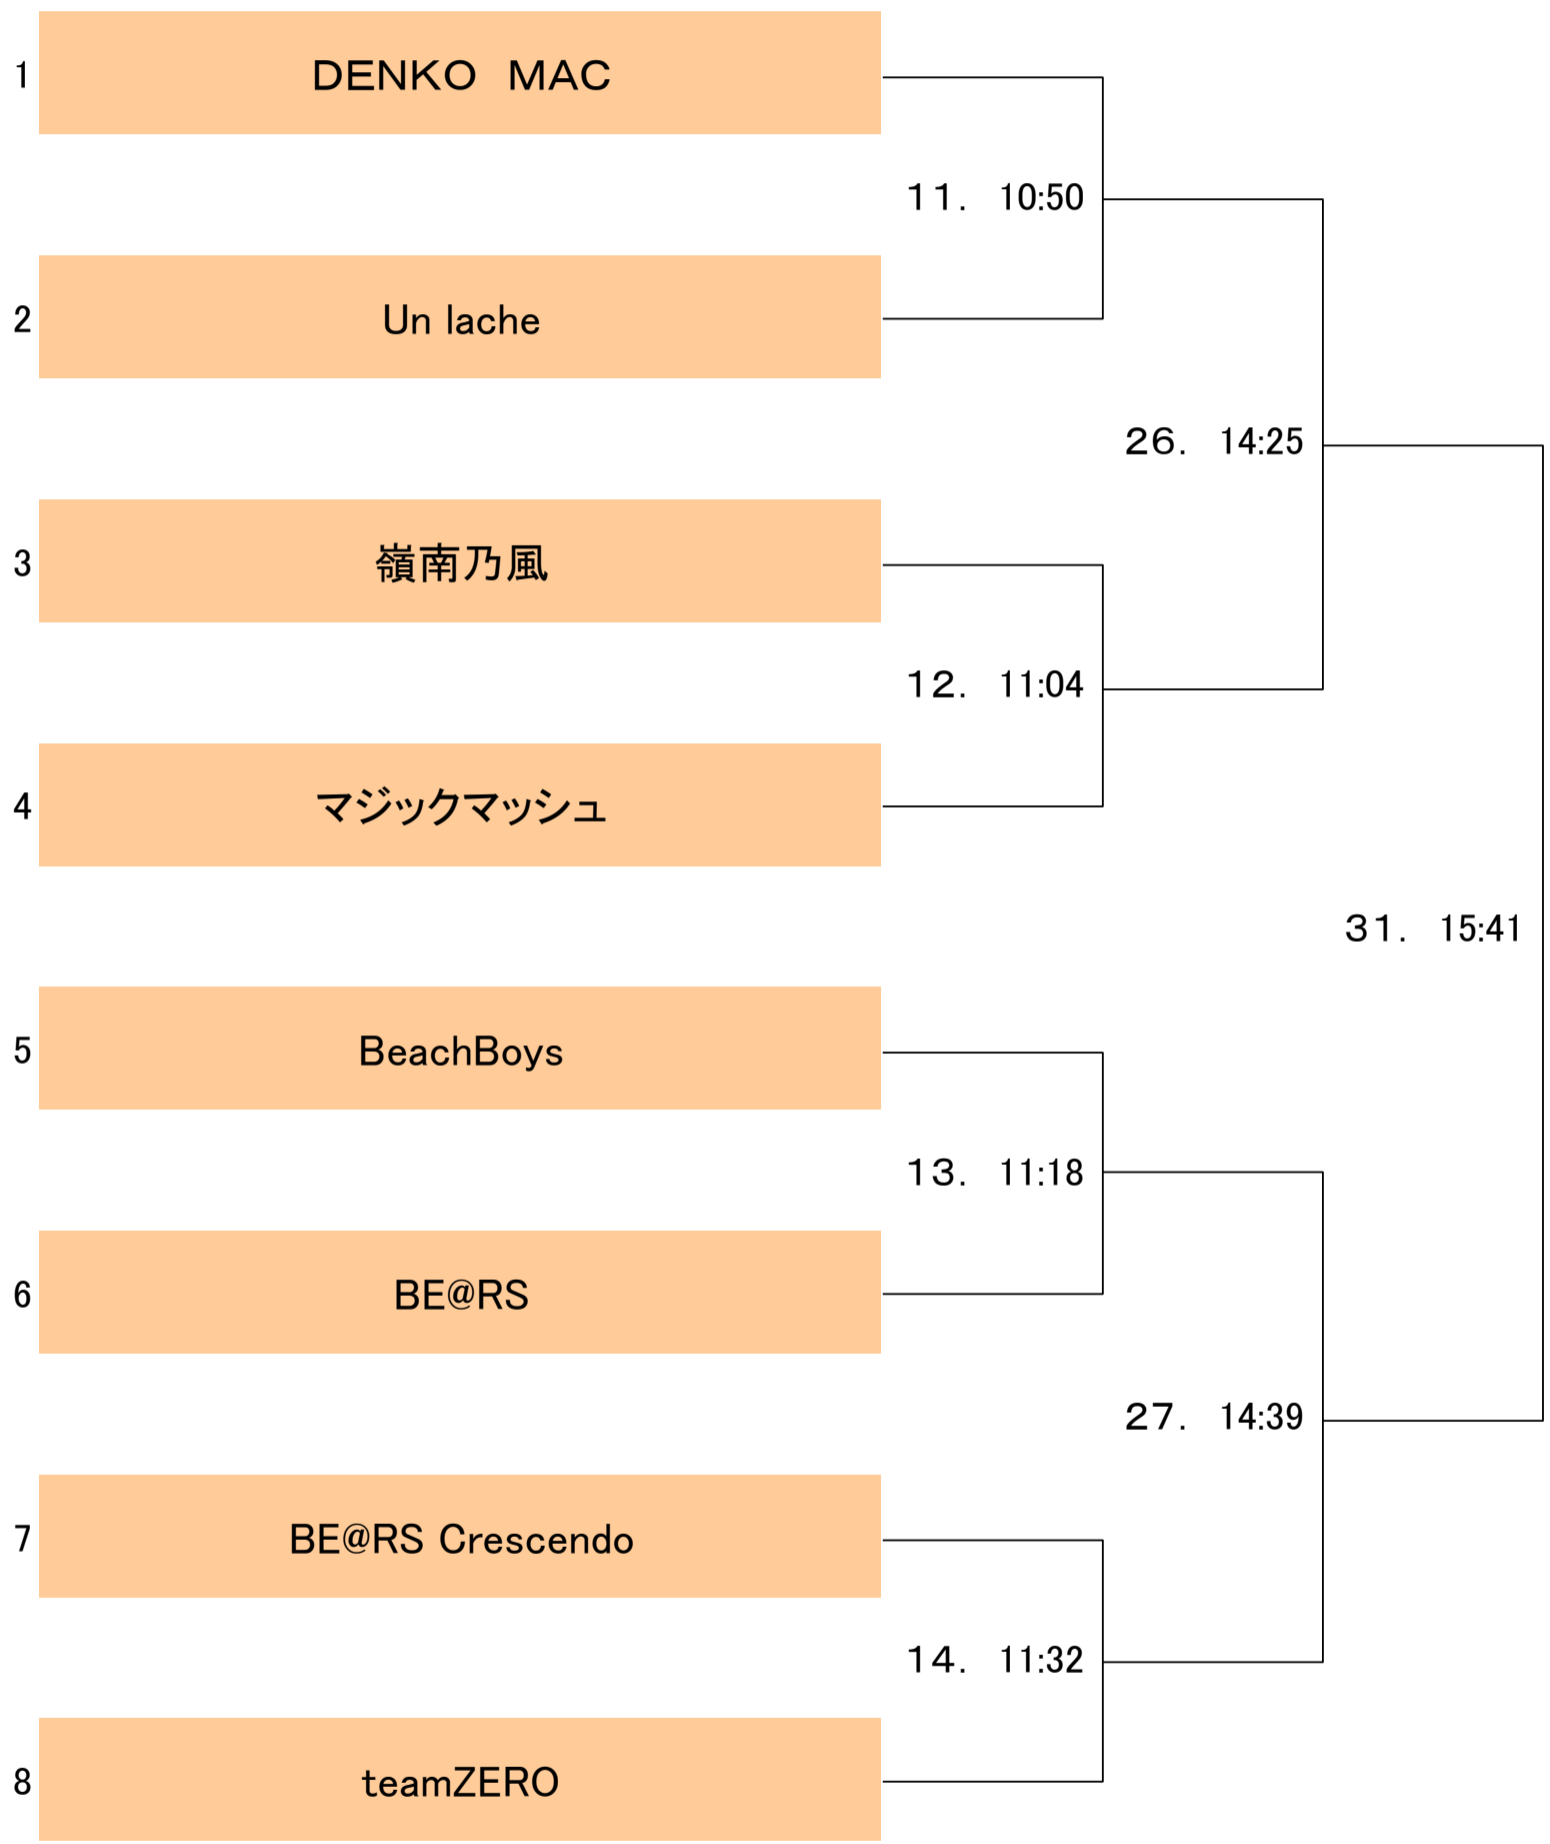 1 DENKO　MAC
11. 10:50
2 Un lache
26. 14:25
3 嶺南乃風
12. 11:04
4 マジックマッシュ
31. 15:41
5 BeachBoys
13. 11:18
6 BE@RS
27. 14:39
7 BE@RS Crescendo
14. 11:32
8 teamZERO